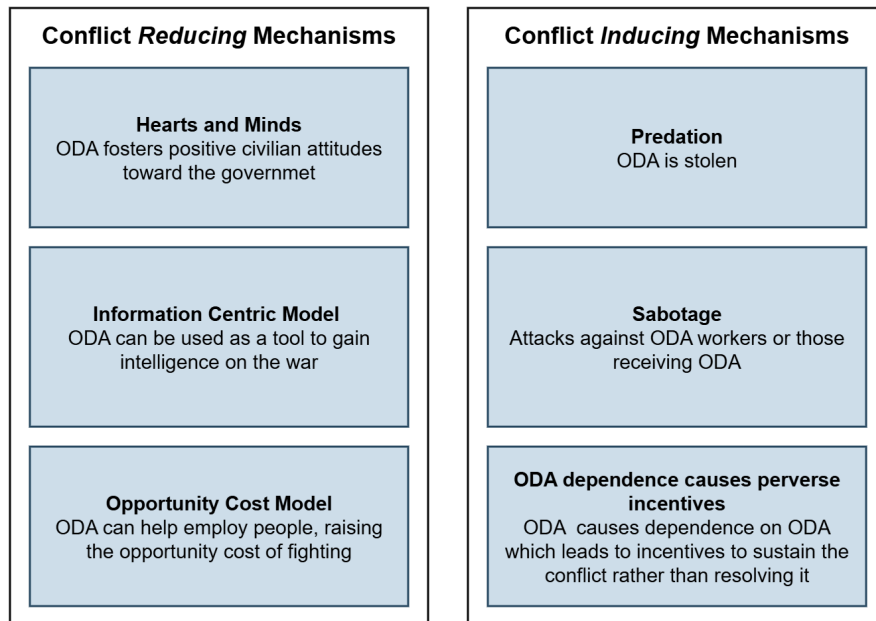 Conflict Reducing Mechanisms
Hearts and Minds
ODA fosters positive civilian attitudes
toward the governmet
Information Centric Model
ODA can be used as a tool to gain
intelligence on the war
Opportunity Cost Model
ODA can help employ people, raising
the opportunity cost of fighting
Conflict Inducing Mechanisms
Predation
ODA is stolen
Sabotage
Attacks against ODA workers or those
receiving ODA
ODA dependence causes perverse
incentives
ODA causes dependence on ODA
which leads to incentives to sustain the
conflict rather than resolving it